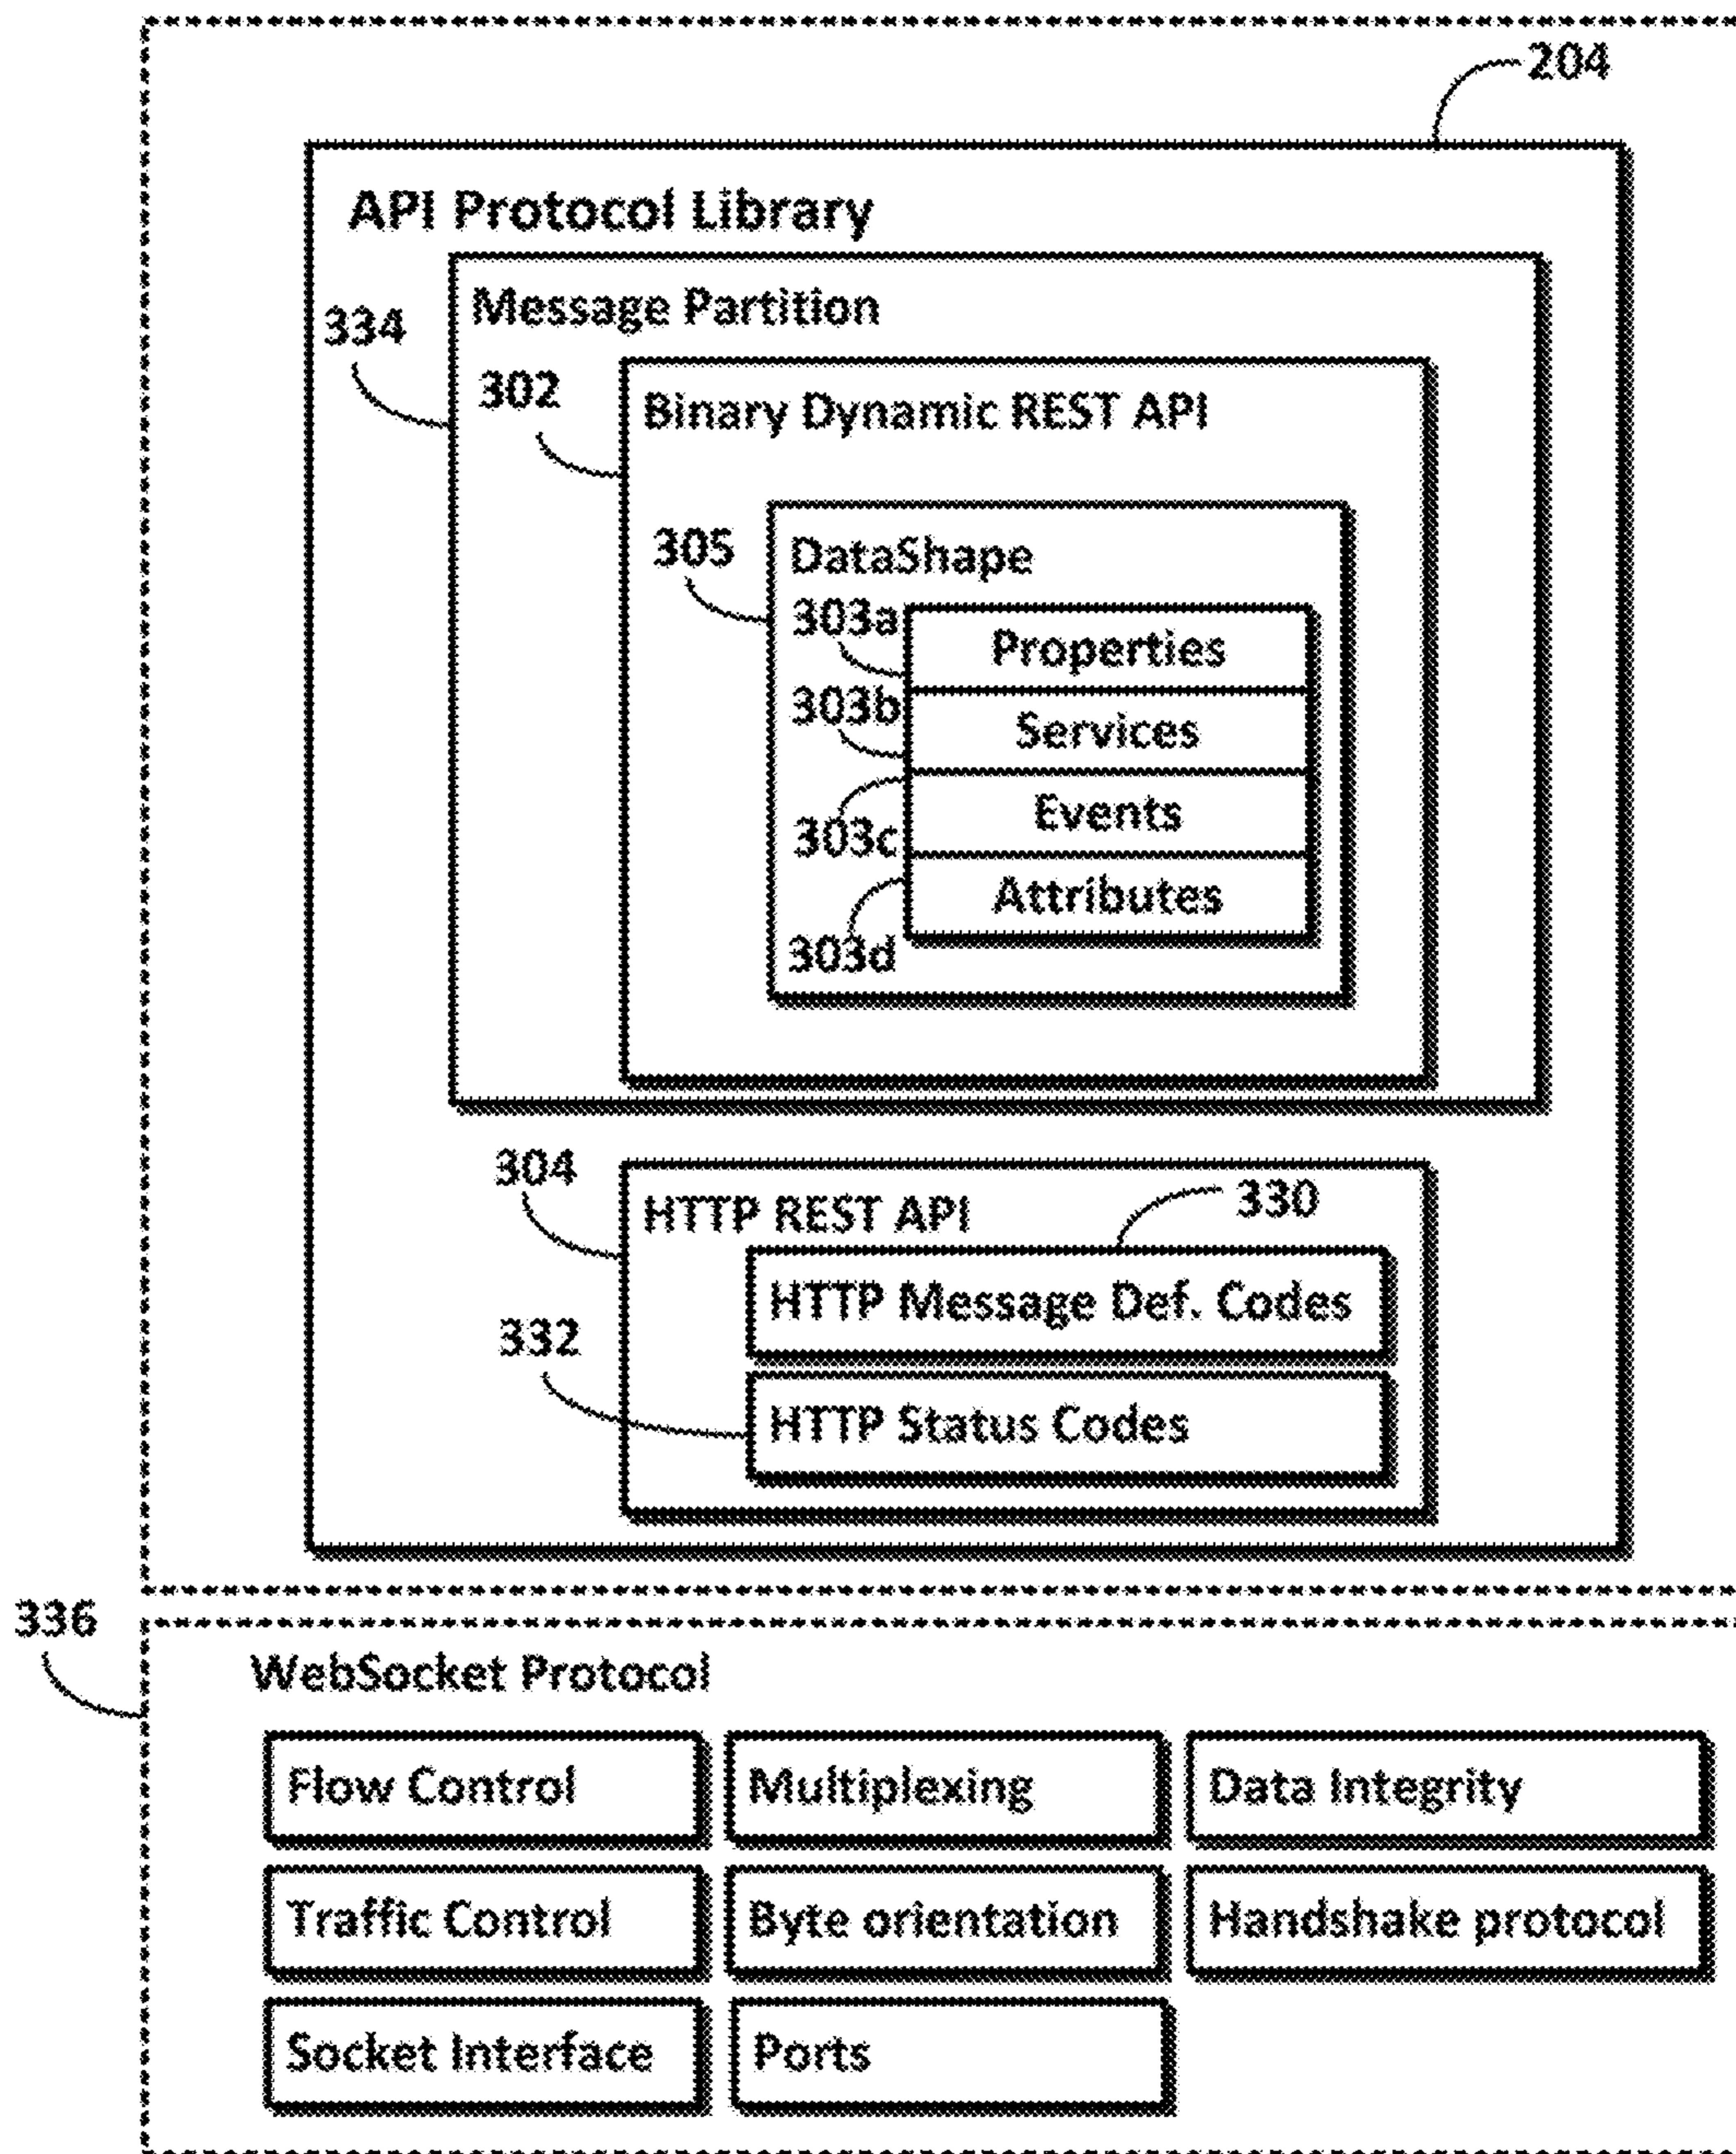 204
API Protocol Library
334
Message Partition
302
Binary Dynamic REST API
305
DataShape
303a
Properties
303b
Services
303c
Events
303d
Attributes
304
HTTP REST API
330
HTTP Message Def. Codes
332
HTTP Status Codes
336
WebSocket Protocol
Flow Control
Multiplexing
Data Integrity
Traffic Control
Byte orientation
Handshake protocol
Socket Interface
Ports